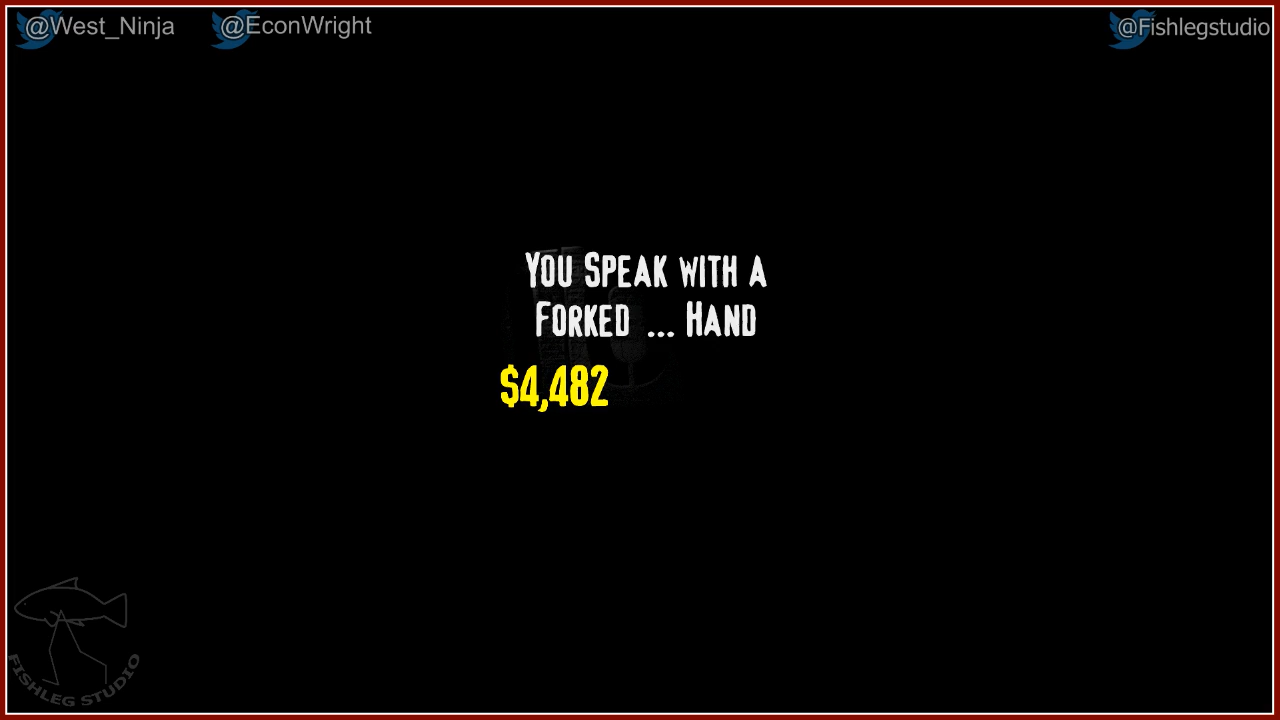 @West_Ninja @EconWright @Fishlegstudio
You Speak with a
Forked ... Hand
$4,482
FISHLEG STUDIO